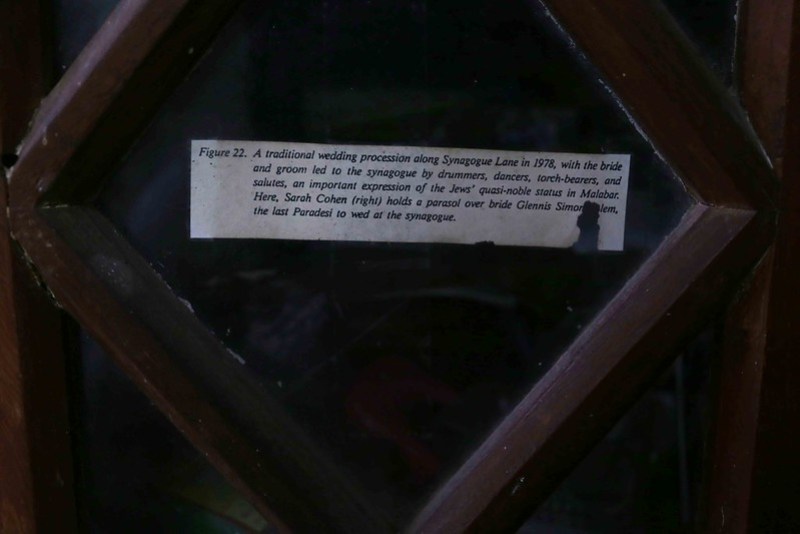 Figure 22. A traditional wedding procession along Synagogue Lane in 1978, with the bride
and groom led to the synagogue by drummers, dancers, torch-bearers, and
salutes, an important expression of the Jews' quasi-noble status in Malabar.
Here, Sarah Cohen (right) holds a parasol over bride Glennis Simon
the last Paradesi to wed at the synagogue.